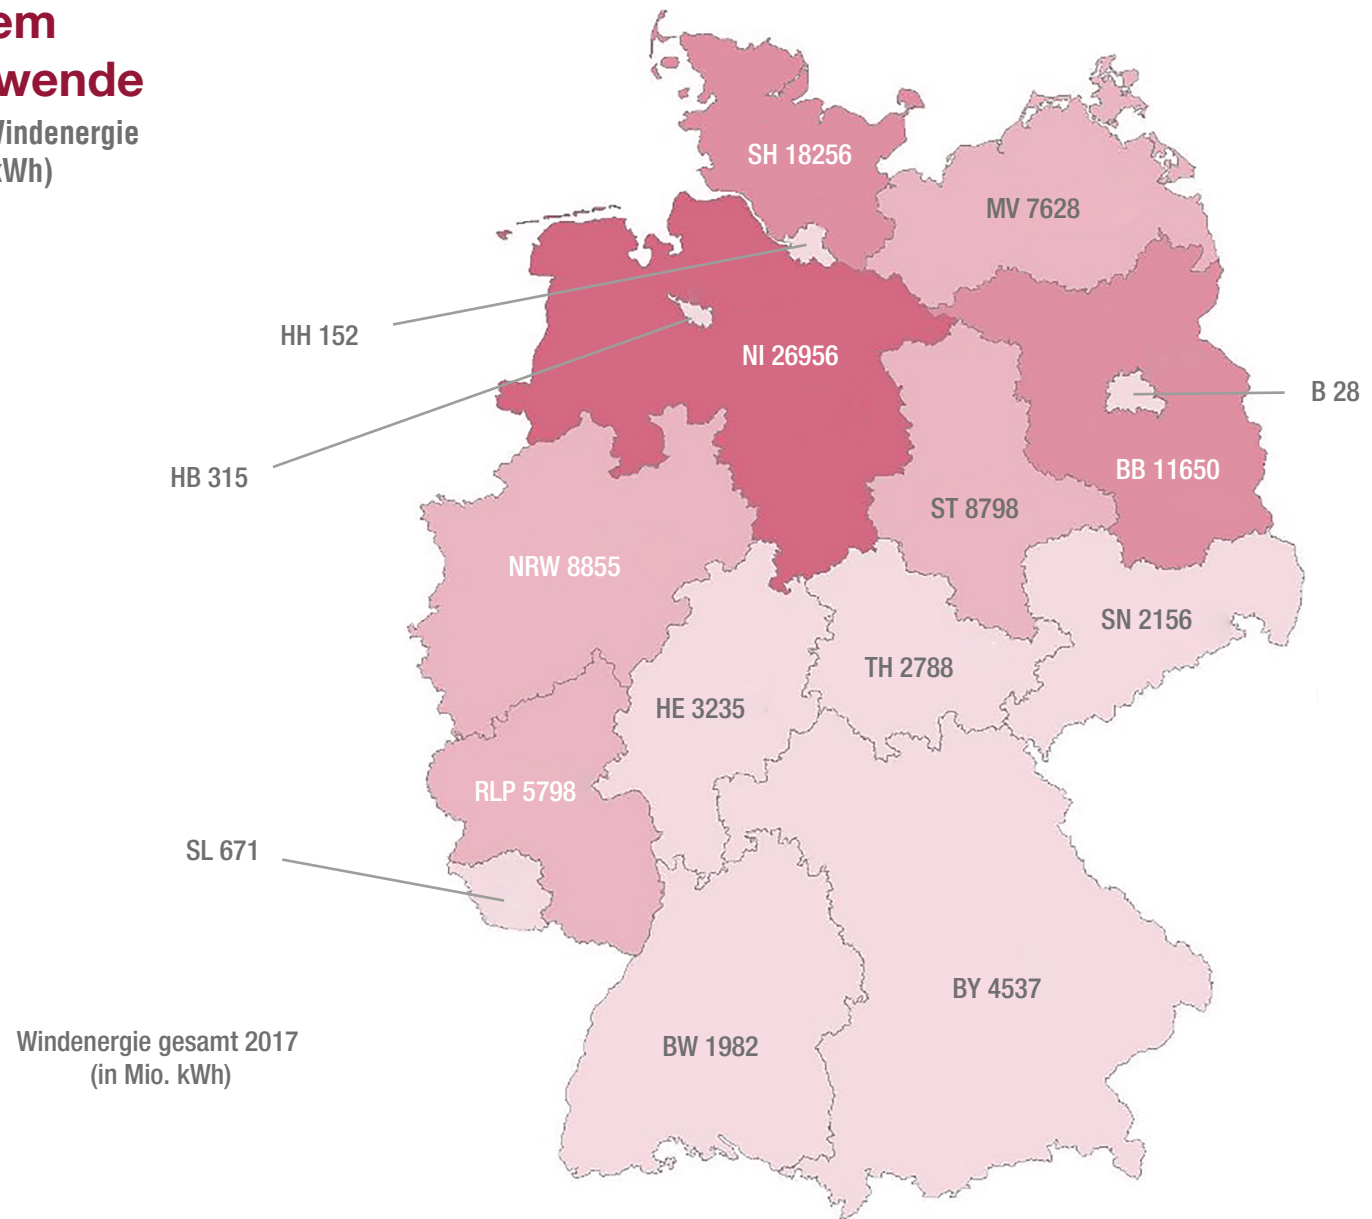 em
wende
Windenergie
kWh)
SH 18256
MV 7628
HH 152
NI 26956
B 28
HB 315
BB 11650
ST 8798
NRW 8855
SN 2156
TH 2788
HE 3235
RLP 5798
SL 671
BY 4537
Windenergie gesamt 2017
(in Mio. kWh)
BW 1982